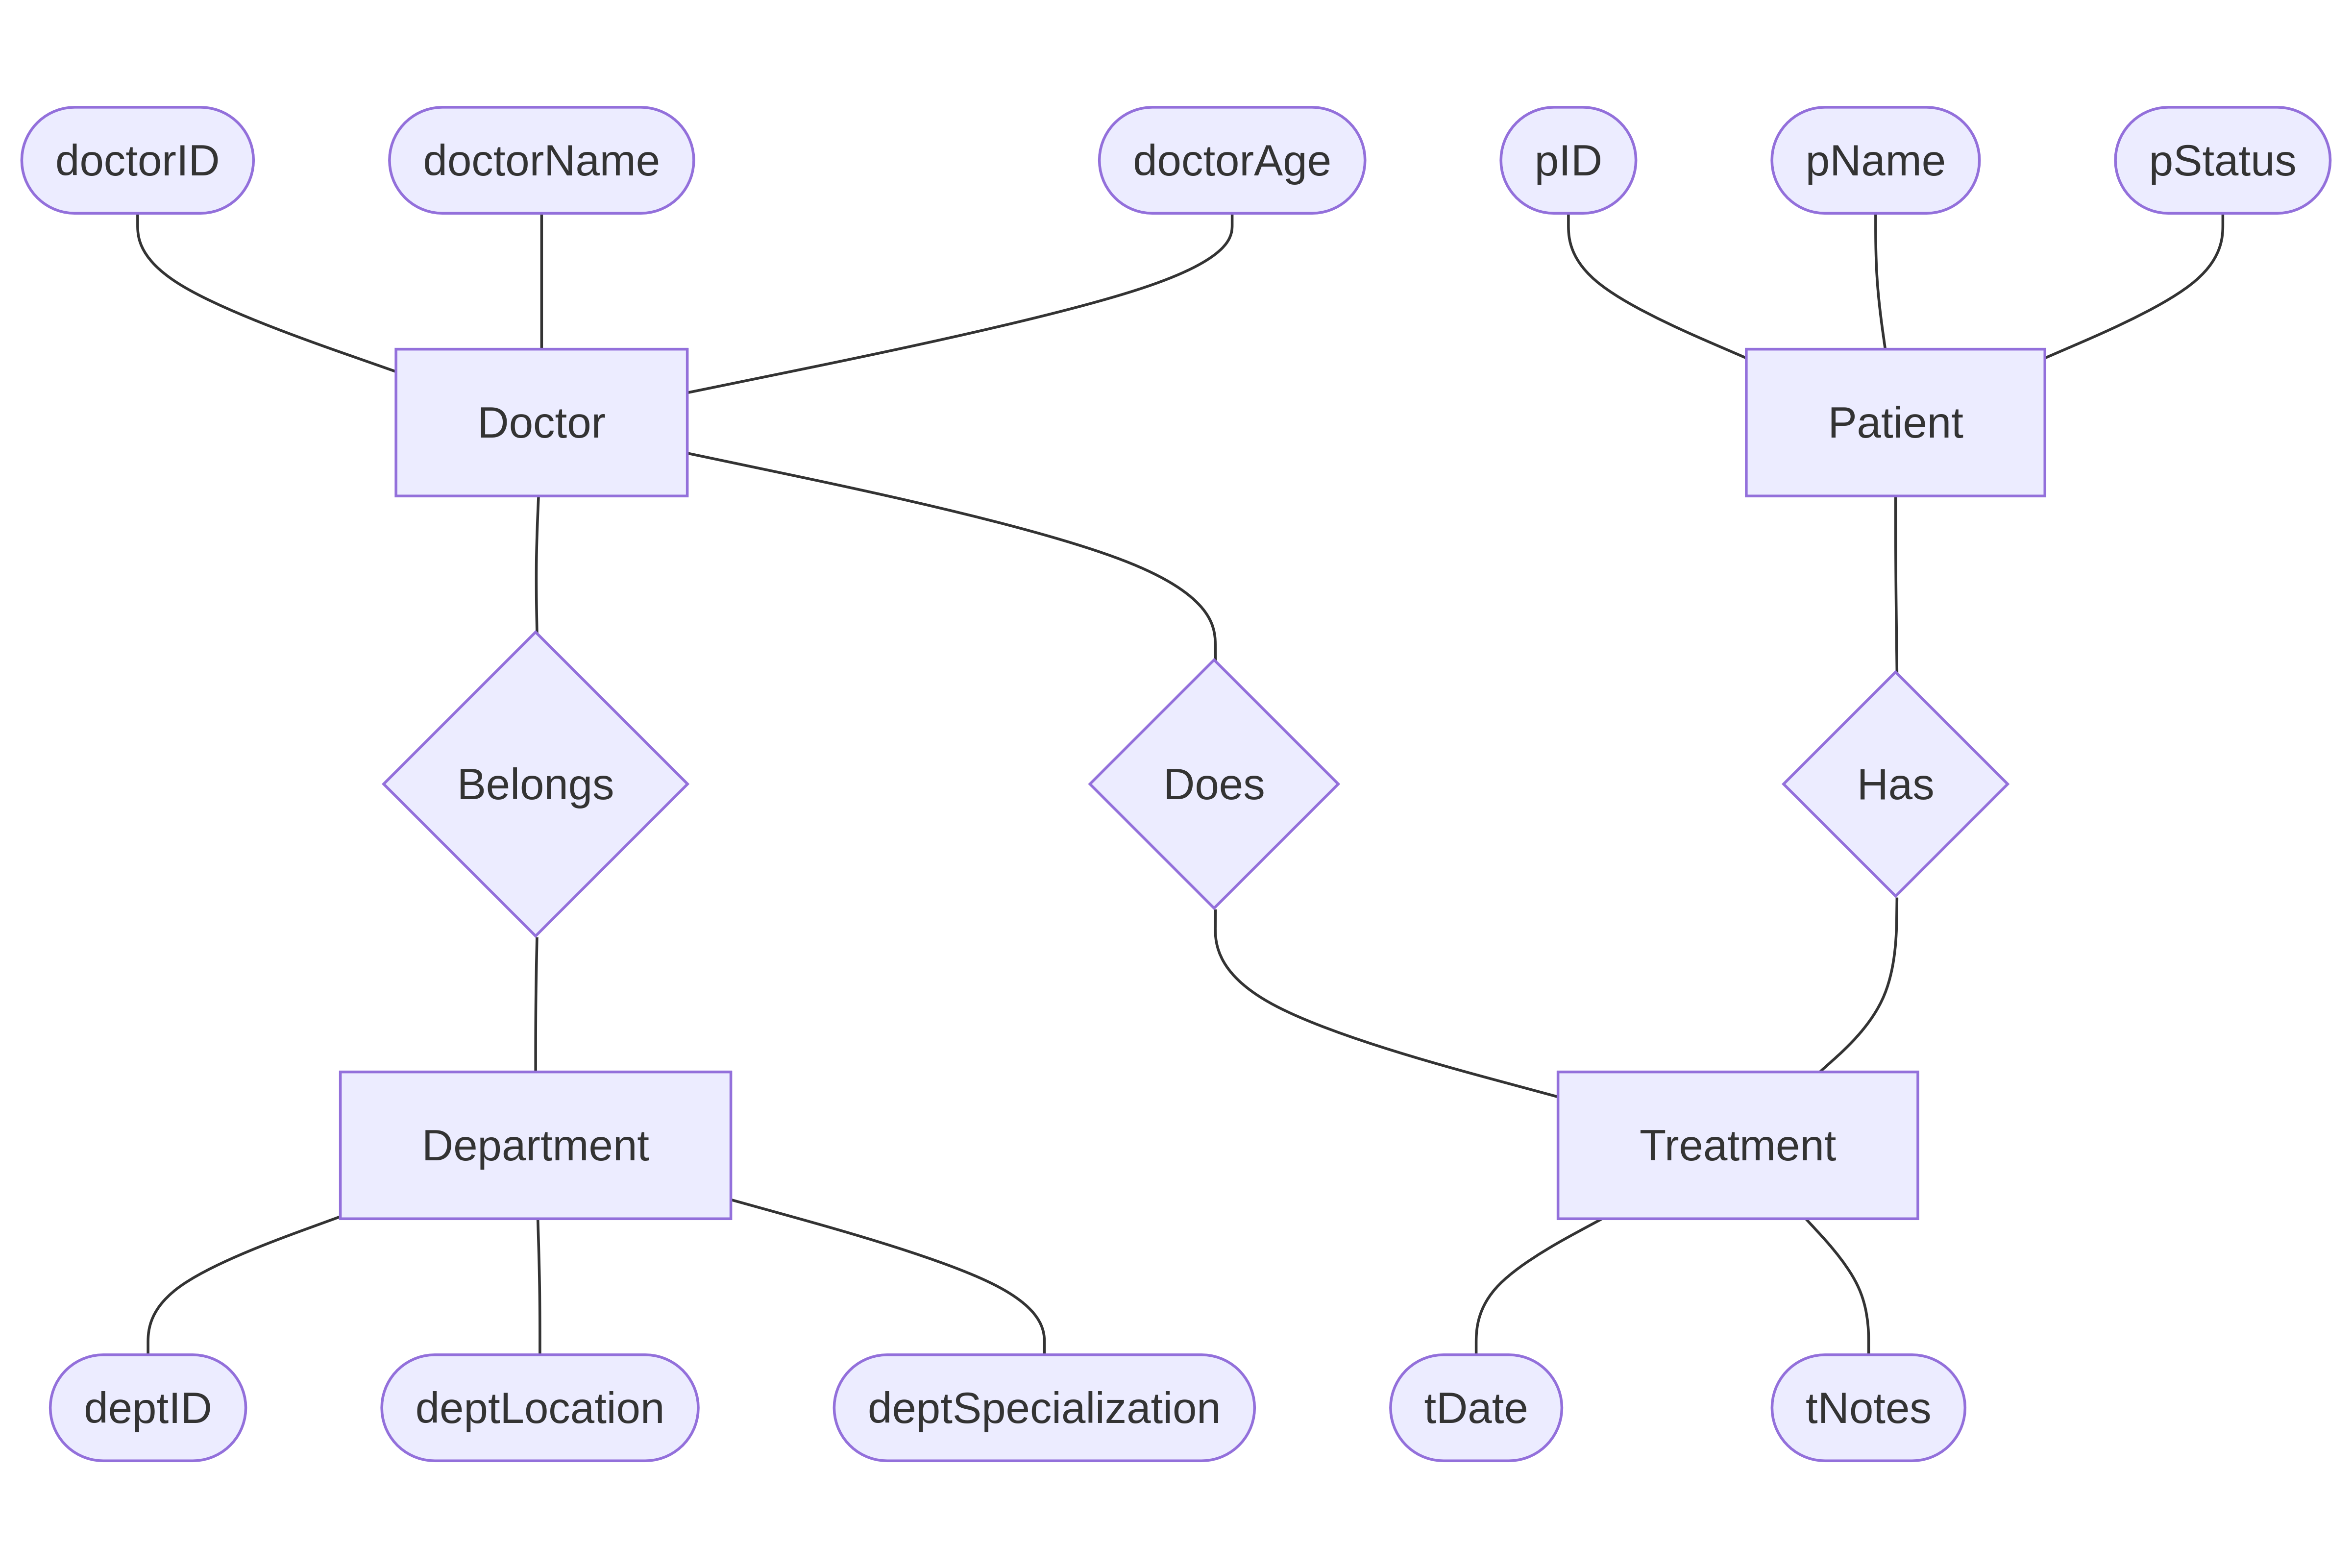 doctorID
doctorName
doctorAge
pID
pName
pStatus
Doctor
Patient
Belongs
Does
Has
Department
Treatment
deptID
deptLocation
deptSpecialization
tDate
tNotes